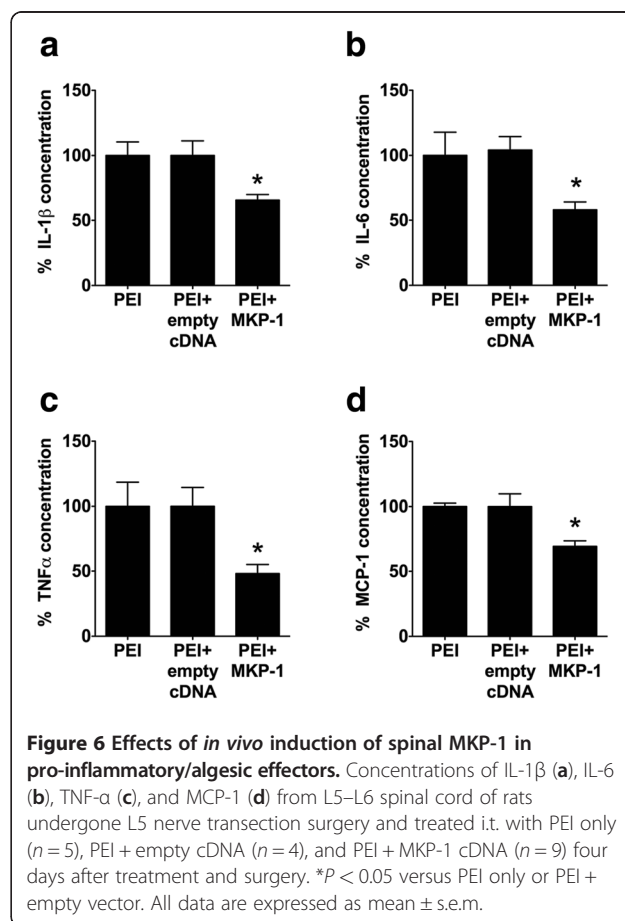 a
b
150
100
50
0
% IL-1β concentration
*
PEI
PEI+
empty
cDNA
PEI+
MKP-1
150
100
50
0
% IL-6 concentration
*
PEI
PEI+
empty
cDNA
PEI+
MKP-1
c
d
150
100
50
0
% TNFα concentration
*
PEI
PEI+
empty
cDNA
PEI+
MKP-1
150
100
50
0
% MCP-1 concentration
*
PEI
PEI+
empty
cDNA
PEI+
MKP-1
Figure 6 Effects of in vivo induction of spinal MKP-1 in
pro-inflammatory/algesic effectors. Concentrations of IL-1β (a), IL-6
(b), TNF-α (c), and MCP-1 (d) from L5–L6 spinal cord of rats
undergone L5 nerve transection surgery and treated i.t. with PEI only
(n = 5), PEI + empty cDNA (n = 4), and PEI + MKP-1 cDNA (n = 9) four
days after treatment and surgery. *P < 0.05 versus PEI only or PEI +
empty vector. All data are expressed as mean ± s.e.m.